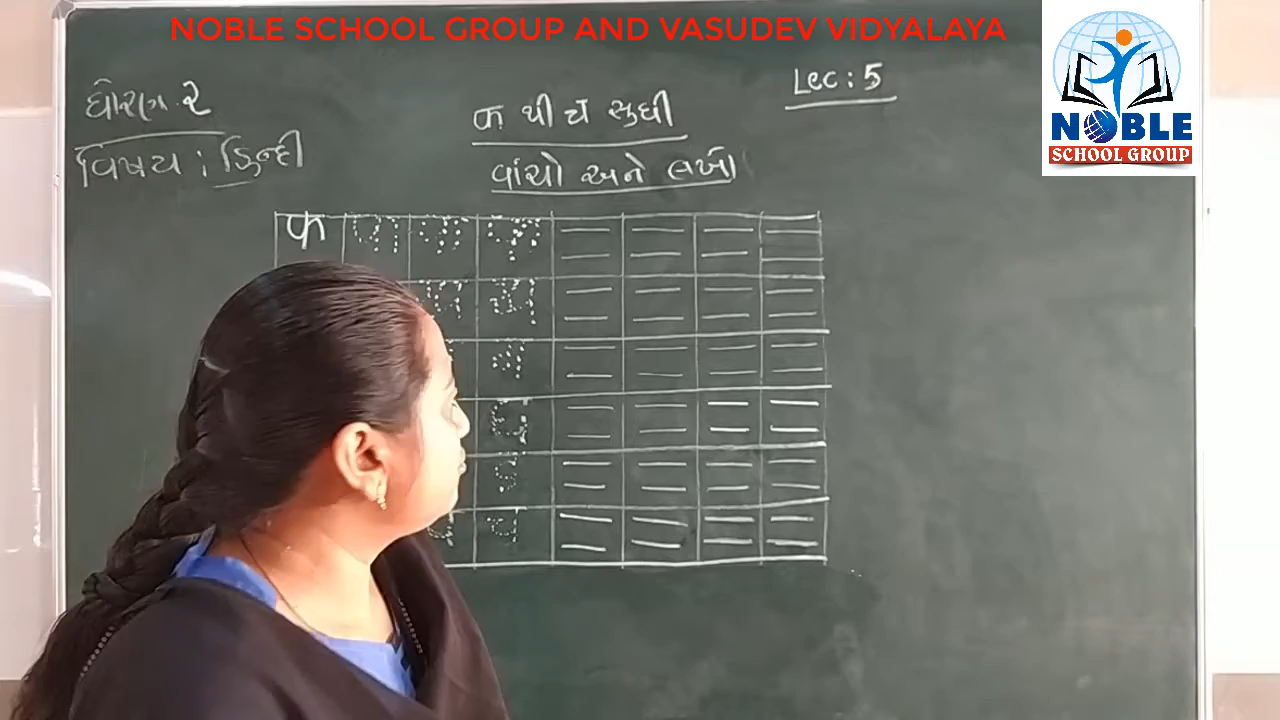 NOBLE SCHOOL GROUP AND VASUDEV VIDYALAYA
NOBLE
SCHOOL GROUP
Lec : 5
ધોરણ ૨
વિષય : હિન્દી
क થી च સુધી
વાંચો અને લખો
क क क क
ख ख
ग
घ
ङ
च च